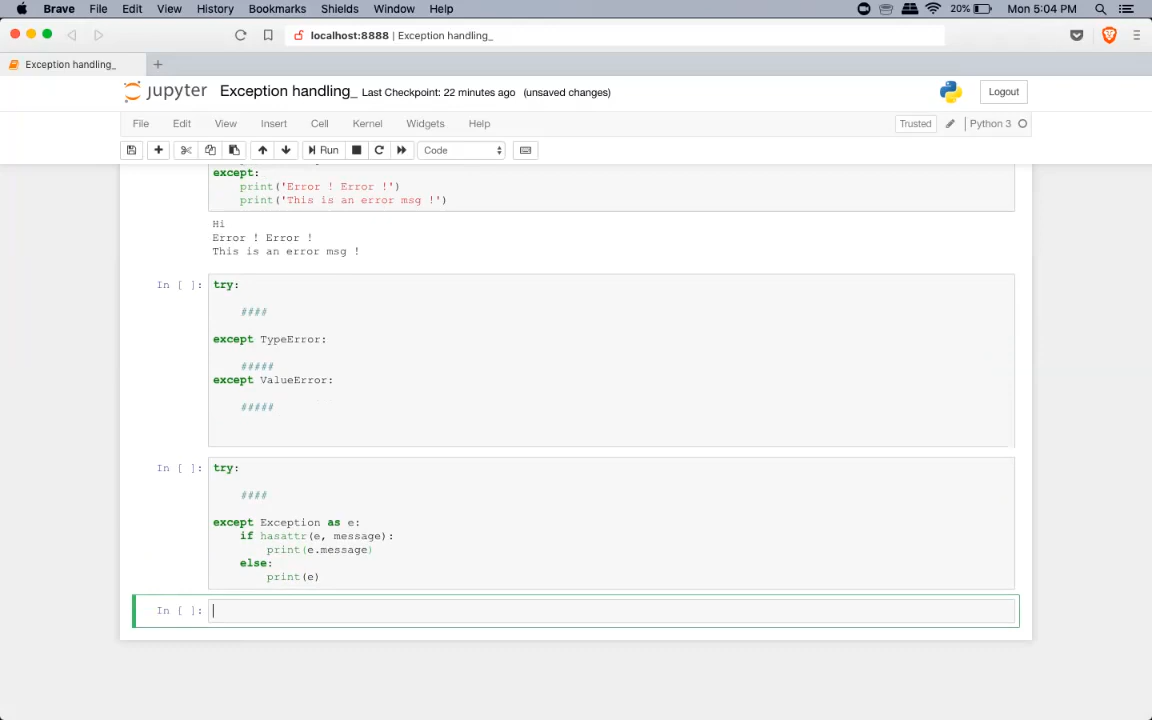 Brave File Edit View History Bookmarks Shields Window Help 20% Mon 5:04 PM
localhost:8888 | Exception handling_
Exception handling_
jupyter Exception handling_ Last Checkpoint: 22 minutes ago (unsaved changes) Logout
File Edit View Insert Cell Kernel Widgets Help Trusted Python 3
Run Code
except:
print('Error ! Error !')
print('This is an error msg !')
Hi
Error ! Error !
This is an error msg !
In [ ]: try:
####
except TypeError:
#####
except ValueError:
#####
In [ ]: try:
####
except Exception as e:
if hasattr(e, message):
print(e.message)
else:
print(e)
In [ ]: